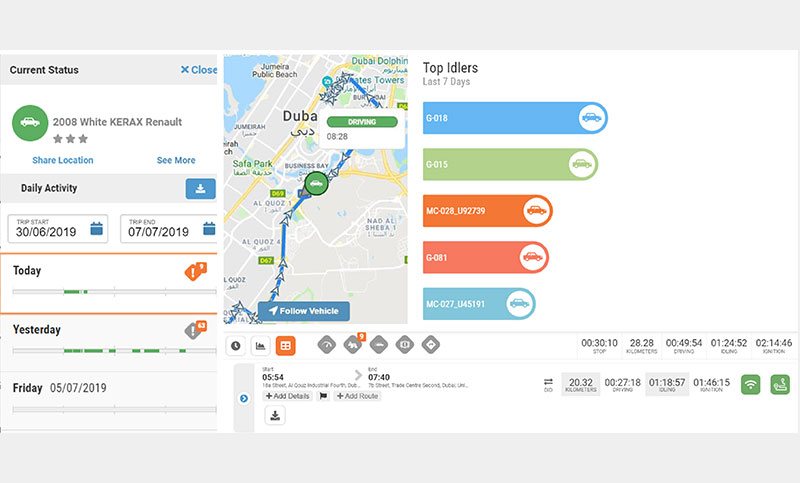 Current Status
Close
2008 White KERAX Renault
Share Location
See More
Daily Activity
TRIP START
30/06/2019
TRIP END
07/07/2019
Today
9
Yesterday
63
Friday 05/07/2019
Jumeira
Public Beach
Dubai Dolphin
Emirates Towers
Duba
دبي
DRIVING
08:28
JUMEIRAH
جميرا
Safa Park
حديقة الصفا
BUSINESS BAY
D69
AL QUOZ 1
القوز ١
NAD AL
SHEBA 1
AL QUOZ 4
القوز ٤
D67
AL QUOZ
Follow Vehicle
Top Idlers
Last 7 Days
G-018
G-015
MC-028_U92739
G-081
MC-027_U45191
9
00:30:10
STOP
28.28
KILOMETERS
00:49:54
DRIVING
01:24:52
IDLING
02:14:46
IGNITION
Start
05:54
18a Street, Al Quoz Industrial Fourth, Dub...
End
07:40
7b Street, Trade Centre Second, Dubai, Uni...
+ Add Details
+ Add Route
20.32
KILOMETERS
00:27:18
DRIVING
01:18:57
IDLING
01:46:15
IGNITION